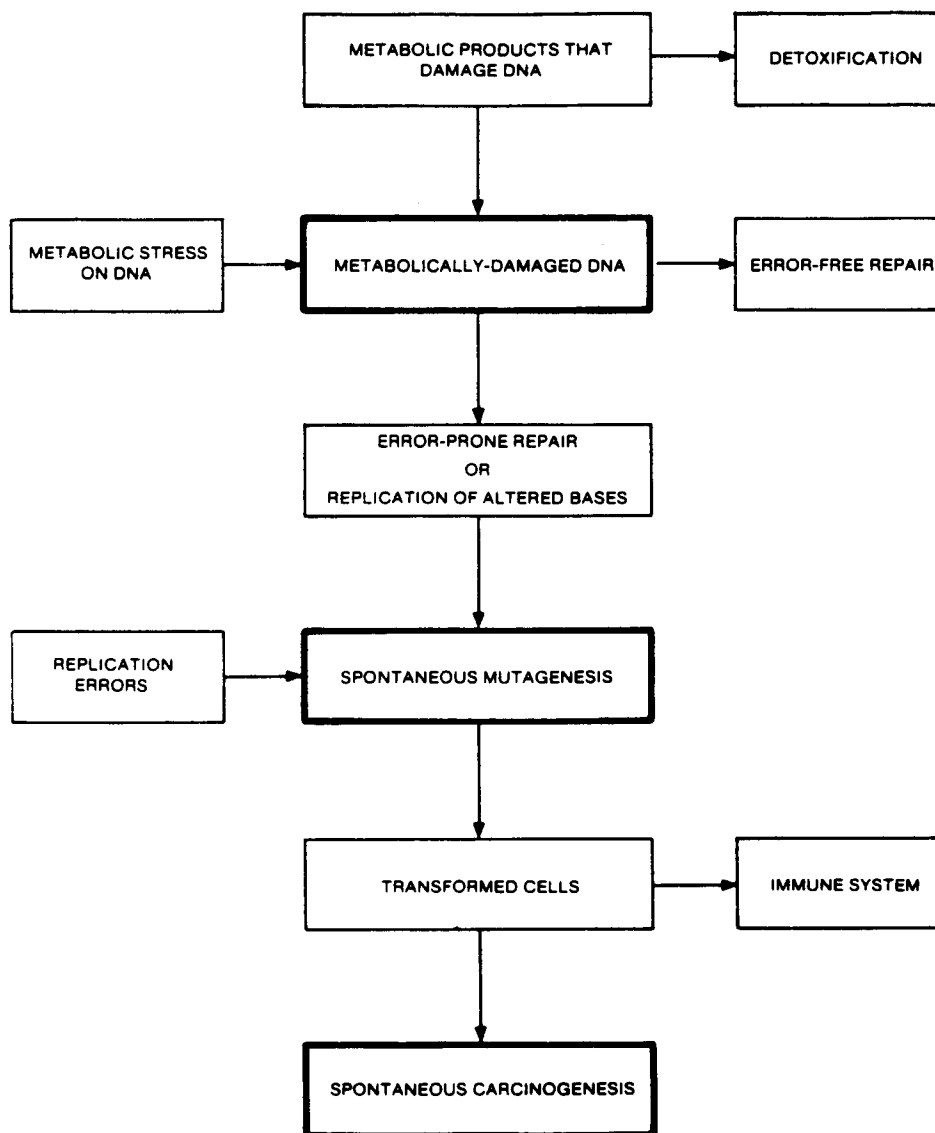 METABOLIC PRODUCTS THAT
DAMAGE DNA
DETOXIFICATION
METABOLIC STRESS
ON DNA
METABOLICALLY-DAMAGED DNA
ERROR-FREE REPAIR
ERROR-PRONE REPAIR
OR
REPLICATION OF ALTERED BASES
REPLICATION
ERRORS
SPONTANEOUS MUTAGENESIS
TRANSFORMED CELLS
IMMUNE SYSTEM
SPONTANEOUS CARCINOGENESIS